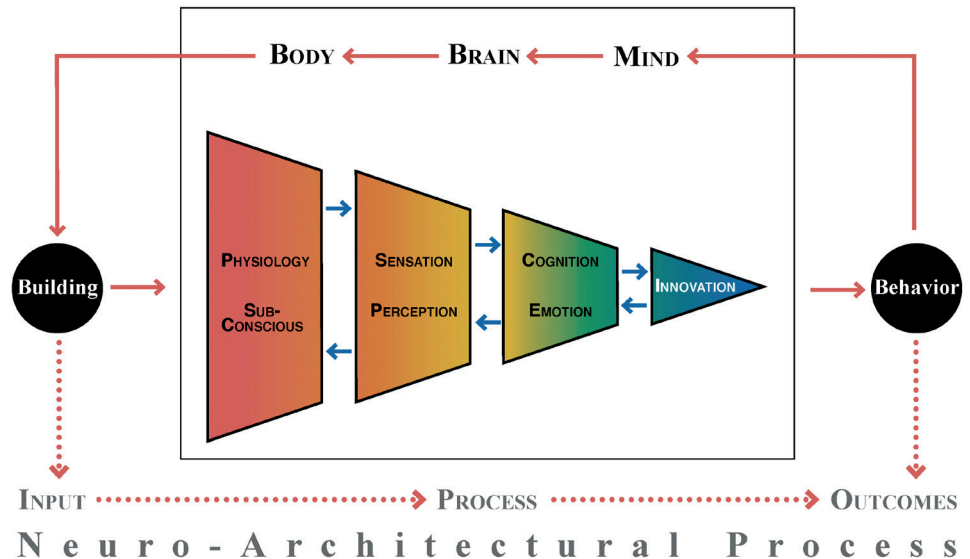 Body Brain Mind
Physiology
Sub-
Conscious
Sensation
Perception
Cognition
Emotion
Innovation
Building
Behavior
Input Process Outcomes
Neuro-Architectural Process